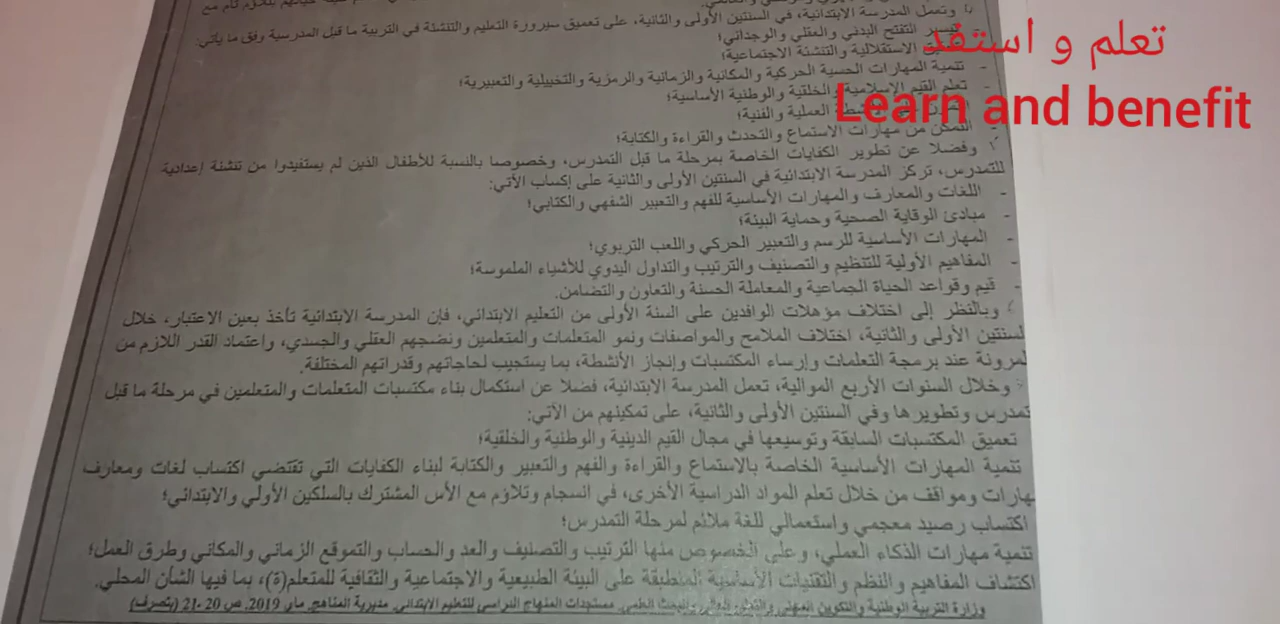 وتعمل المدرسة الابتدائية، في السنتين الأولى والثانية، على تعميق سيرورة التعليم والتنشئة في التربية ما قبل المدرسية وفق ما يأتي:
تيسير التفتح البدني والعقلي والوجداني؛
الاستقلالية والتنشئة الاجتماعية؛
- تنمية المهارات الحسية الحركية والمكانية والزمانية والرمزية والتخييلية والتعبيرية؛
- تعلم القيم الإسلامية والخلقية والوطنية الأساسية؛
العملية والفنية؛
- التمكن من مهارات الاستماع والتحدث والقراءة والكتابة؛
وفضلا عن تطوير الكفايات الخاصة بمرحلة ما قبل التمدرس، وخصوصا بالنسبة للأطفال الذين لم يستفيدوا من تنشئة إعدادية
للتمدرس، تركز المدرسة الابتدائية في السنتين الأولى والثانية على إكساب الآتي:
- اللغات والمعارف والمهارات الأساسية للفهم والتعبير الشفهي والكتابي؛
- مبادئ الوقاية الصحية وحماية البيئة؛
- المهارات الأساسية للرسم والتعبير الحركي واللعب التربوي؛
- المفاهيم الأولية للتنظيم والتصنيف والترتيب والتداول اليدوي للأشياء الملموسة؛
- قيم وقواعد الحياة الجماعية والمعاملة الحسنة والتعاون والتضامن.
وبالنظر إلى اختلاف مؤهلات الوافدين على السنة الأولى من التعليم الابتدائي، فإن المدرسة الابتدائية تأخذ بعين الاعتبار، خلال
السنتين الأولى والثانية، اختلاف الملامح والمواصفات ونمو المتعلمات والمتعلمين ونضجهم العقلي والجسدي، واعتماد القدر اللازم من
لمرونة عند برمجة التعلمات وإرساء المكتسبات وإنجاز الأنشطة، بما يستجيب لحاجاتهم وقدراتهم المختلفة.
وخلال السنوات الأربع الموالية، تعمل المدرسة الابتدائية، فضلا عن استكمال بناء مكتسبات المتعلمات والمتعلمين في مرحلة ما قبل
تمدرس وتطويرها وفي السنتين الأولى والثانية، على تمكينهم من الآتي:
تعميق المكتسبات السابقة وتوسيعها في مجال القيم الدينية والوطنية والخلقية؛
تنمية المهارات الأساسية الخاصة بالاستماع والقراءة والفهم والتعبير والكتابة لبناء الكفايات التي تقتضي اكتساب لغات ومعارف
هارات ومواقف من خلال تعلم المواد الدراسية الأخرى، في انسجام وتلاؤم مع الأس المشترك بالسلكين الأولي والابتدائي؛
اكتساب رصيد معجمي واستعمالي للغة ملائم لمرحلة التمدرس؛
تنمية مهارات الذكاء العملي، وعلى الخصوص منها الترتيب والتصنيف والعد والحساب والتموقع الزماني والمكاني وطرق العمل؛
اكتشاف المفاهيم والنظم والتقنيات الأساسية المنطبقة على البيئة الطبيعية والاجتماعية والثقافية للمتعلم(ة)، بما فيها الشأن المحلي.
وزارة التربية الوطنية والتكوين المهني والتعليم العالي والبحث العلمي، مستجدات المنهاج الدراسي للتعليم الابتدائي، مديرية المناهج، ماي 2019، ص 20-21 (بتصرف)
تعلم و استفد
Learn and benefit